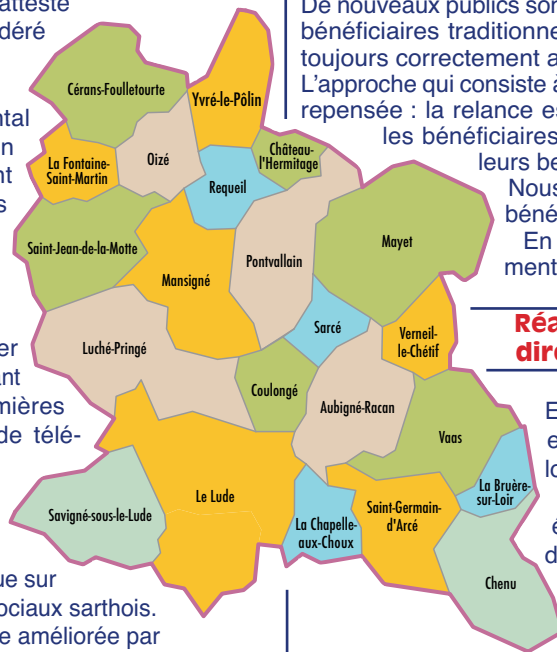 atteste
déré
ntal
n
nt
s
er
ant
mières
de télé-
ue sur
ociaux sarthois.
e améliorée par
De nouveaux publics son
bénéficiaires traditionne
toujours correctement a
L'approche qui consiste à
repensée : la relance es
les bénéficiaires
leurs be
Nous
béné
En
ment
Réa
dire
E
e
lo
é
d
Cérans-Foulletourte
Yvré-le-Pôlin
La Fontaine-
Saint-Martin
Oizé
Château-
l'Hermitage
Requeil
Saint-Jean-de-la-Motte
Mansigné
Pontvallain
Mayet
Luché-Pringé
Sarcé
Verneil-
le-Chétif
Coulongé
Aubigné-Racan
Vaas
Le Lude
Savigné-sous-le-Lude
La Chapelle-
aux-Choux
Saint-Germain-
d'Arcé
La Bruère-
sur-Loir
Chenu